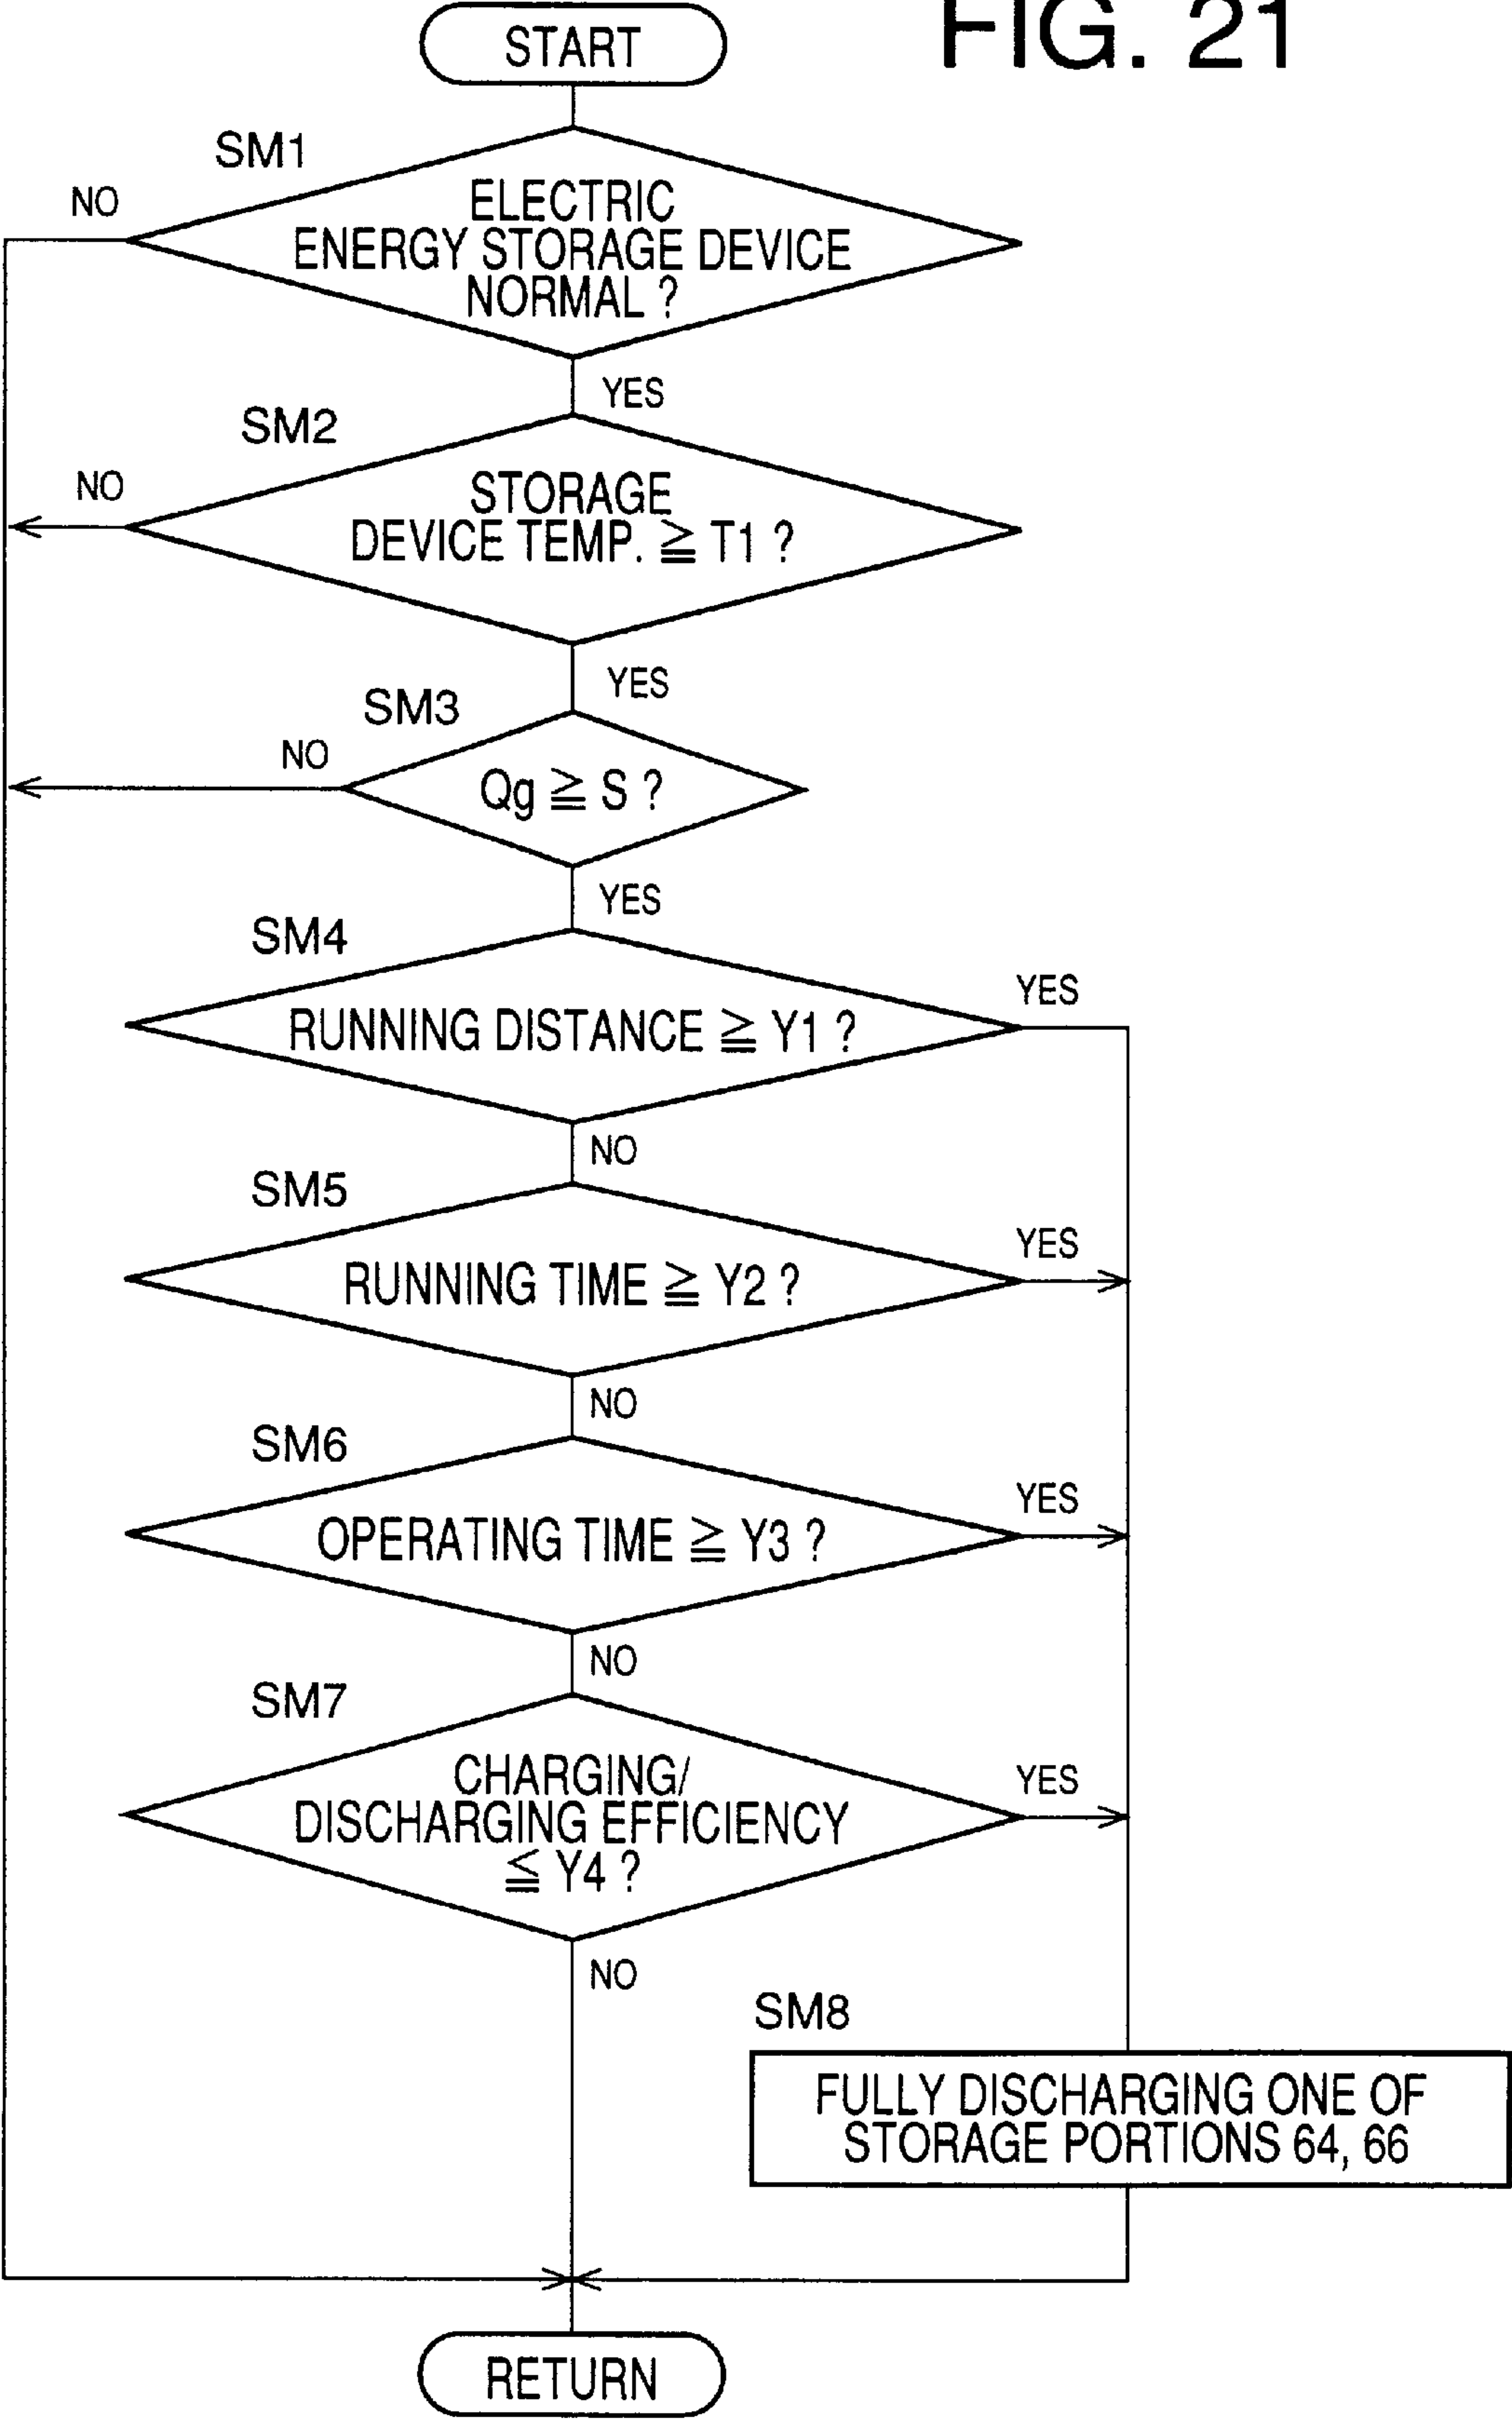 FIG. 21
START
SM1
NO
ELECTRIC
ENERGY STORAGE DEVICE
NORMAL ?
YES
SM2
NO
STORAGE
DEVICE TEMP. ≧ T1 ?
YES
SM3
NO
Qg ≧ S ?
YES
SM4
YES
RUNNING DISTANCE ≧ Y1 ?
NO
SM5
YES
RUNNING TIME ≧ Y2 ?
NO
SM6
YES
OPERATING TIME ≧ Y3 ?
NO
SM7
YES
CHARGING/
DISCHARGING EFFICIENCY
≦ Y4 ?
NO
SM8
FULLY DISCHARGING ONE OF
STORAGE PORTIONS 64, 66
RETURN